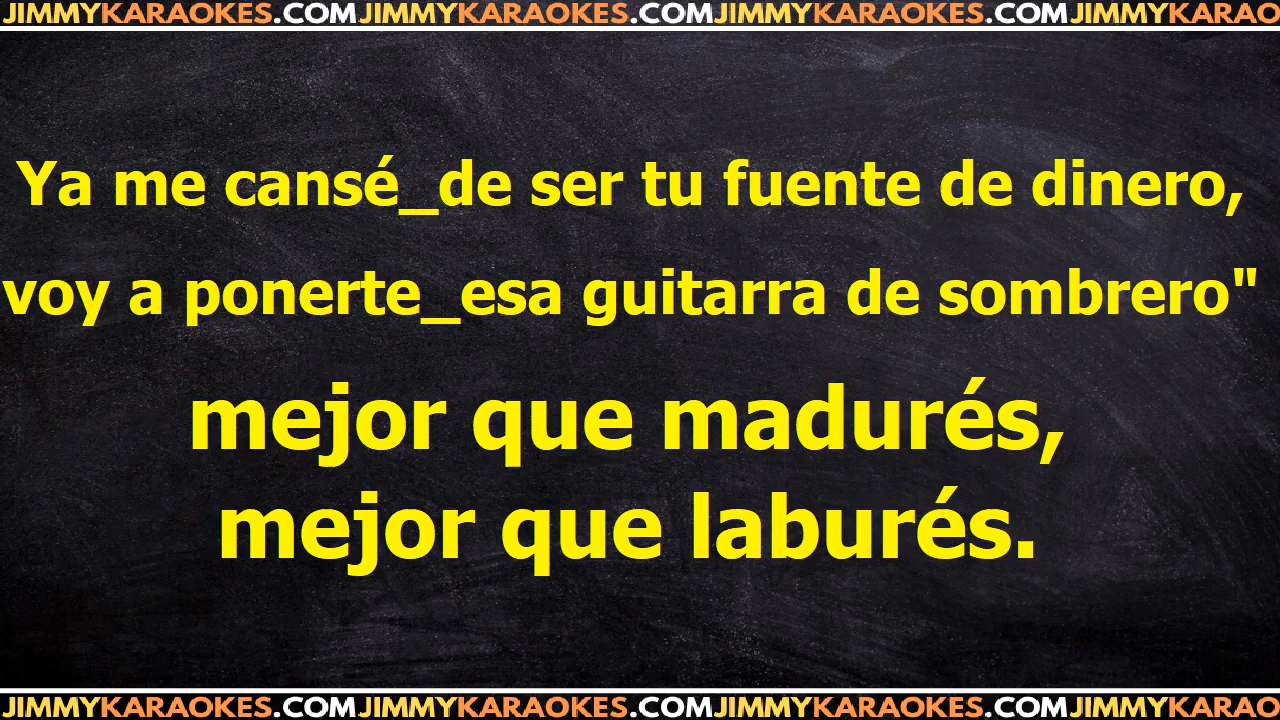 JIMMYKARAOKES.COMJIMMYKARAOKES.COMJIMMYKARAOKES.COMJIMMYKARAO
Ya me cansé_de ser tu fuente de dinero,
voy a ponerte_esa guitarra de sombrero"
mejor que madurés,
mejor que laburés.
JIMMYKARAOKES.COMJIMMYKARAOKES.COMJIMMYKARAOKES.COMJIMMYKARAO